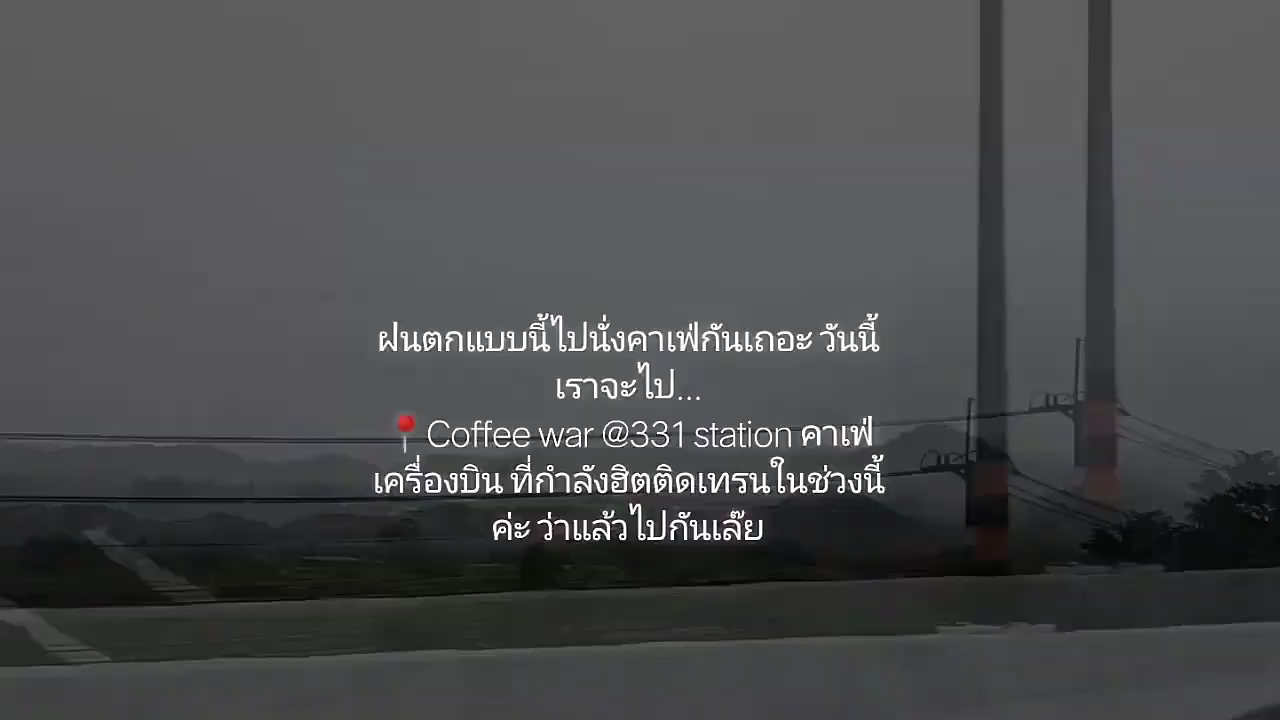 ฝนตกแบบนี้ไปนั่งคาเฟ่กันเถอะ วันนี้
เราจะไป...
📍Coffee war @331 station คาเฟ่
เครื่องบิน ที่กำลังฮิตติดเทรนในช่วงนี้
ค่ะ ว่าแล้วไปกันเล๊ย